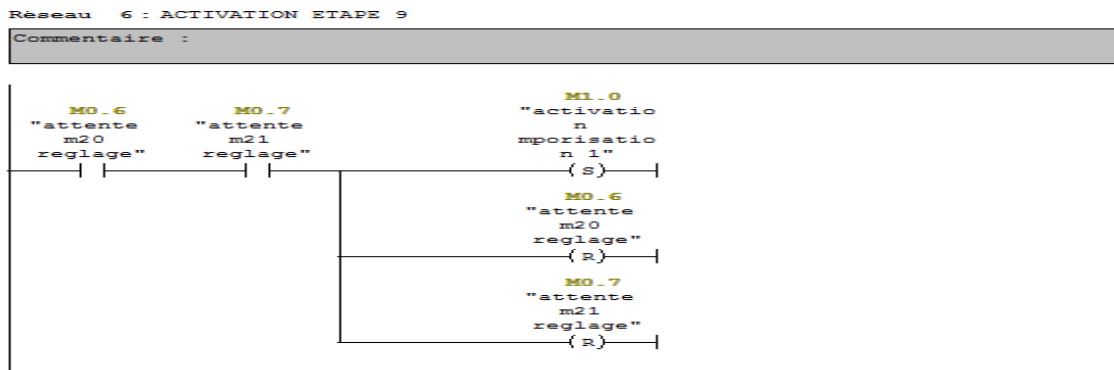 Réseau 6 : ACTIVATION ETAPE 9
Commentaire :
M0.6
"attente
m20
reglage"
M0.7
"attente
m21
reglage"
M1.0
"activatio
n
mporisatio
n 1"
S
M0.6
"attente
m20
reglage"
R
M0.7
"attente
m21
reglage"
R